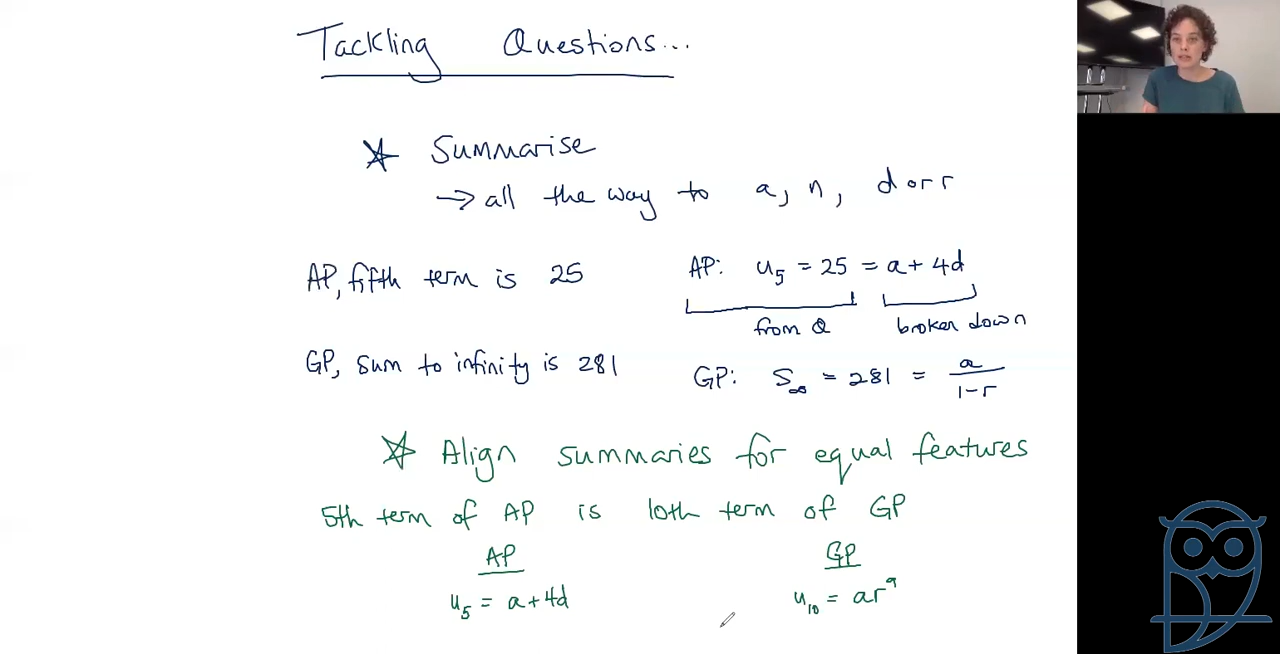 Tackling Questions...
* Summarise
→ all the way to a, n, d or r
AP, fifth term is 25
AP: u₅ = 25 = a + 4d
from Q
broken down
GP, sum to infinity is 281
GP: S∞ = 281 = a/(1-r)
* Align summaries for equal features
5th term of AP is 10th term of GP
AP
GP
u₅ = a + 4d
u₁₀ = ar⁹